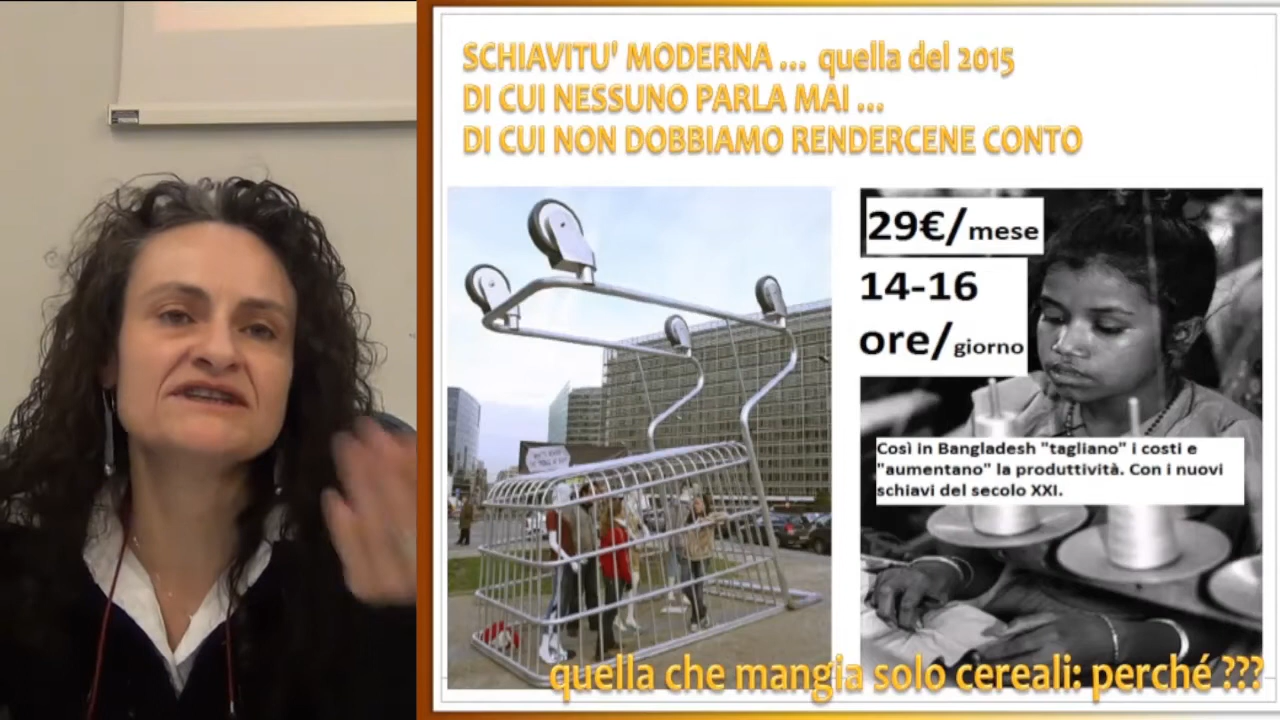 SCHIAVITU' MODERNA ... quella del 2015
DI CUI NESSUNO PARLA MAI ...
DI CUI NON DOBBIAMO RENDERCENE CONTO
29€/mese
14-16
ore/giorno
Così in Bangladesh "tagliano" i costi e
"aumentano" la produttività. Con i nuovi
schiavi del secolo XXI.
quella che mangia solo cereali: perché ???